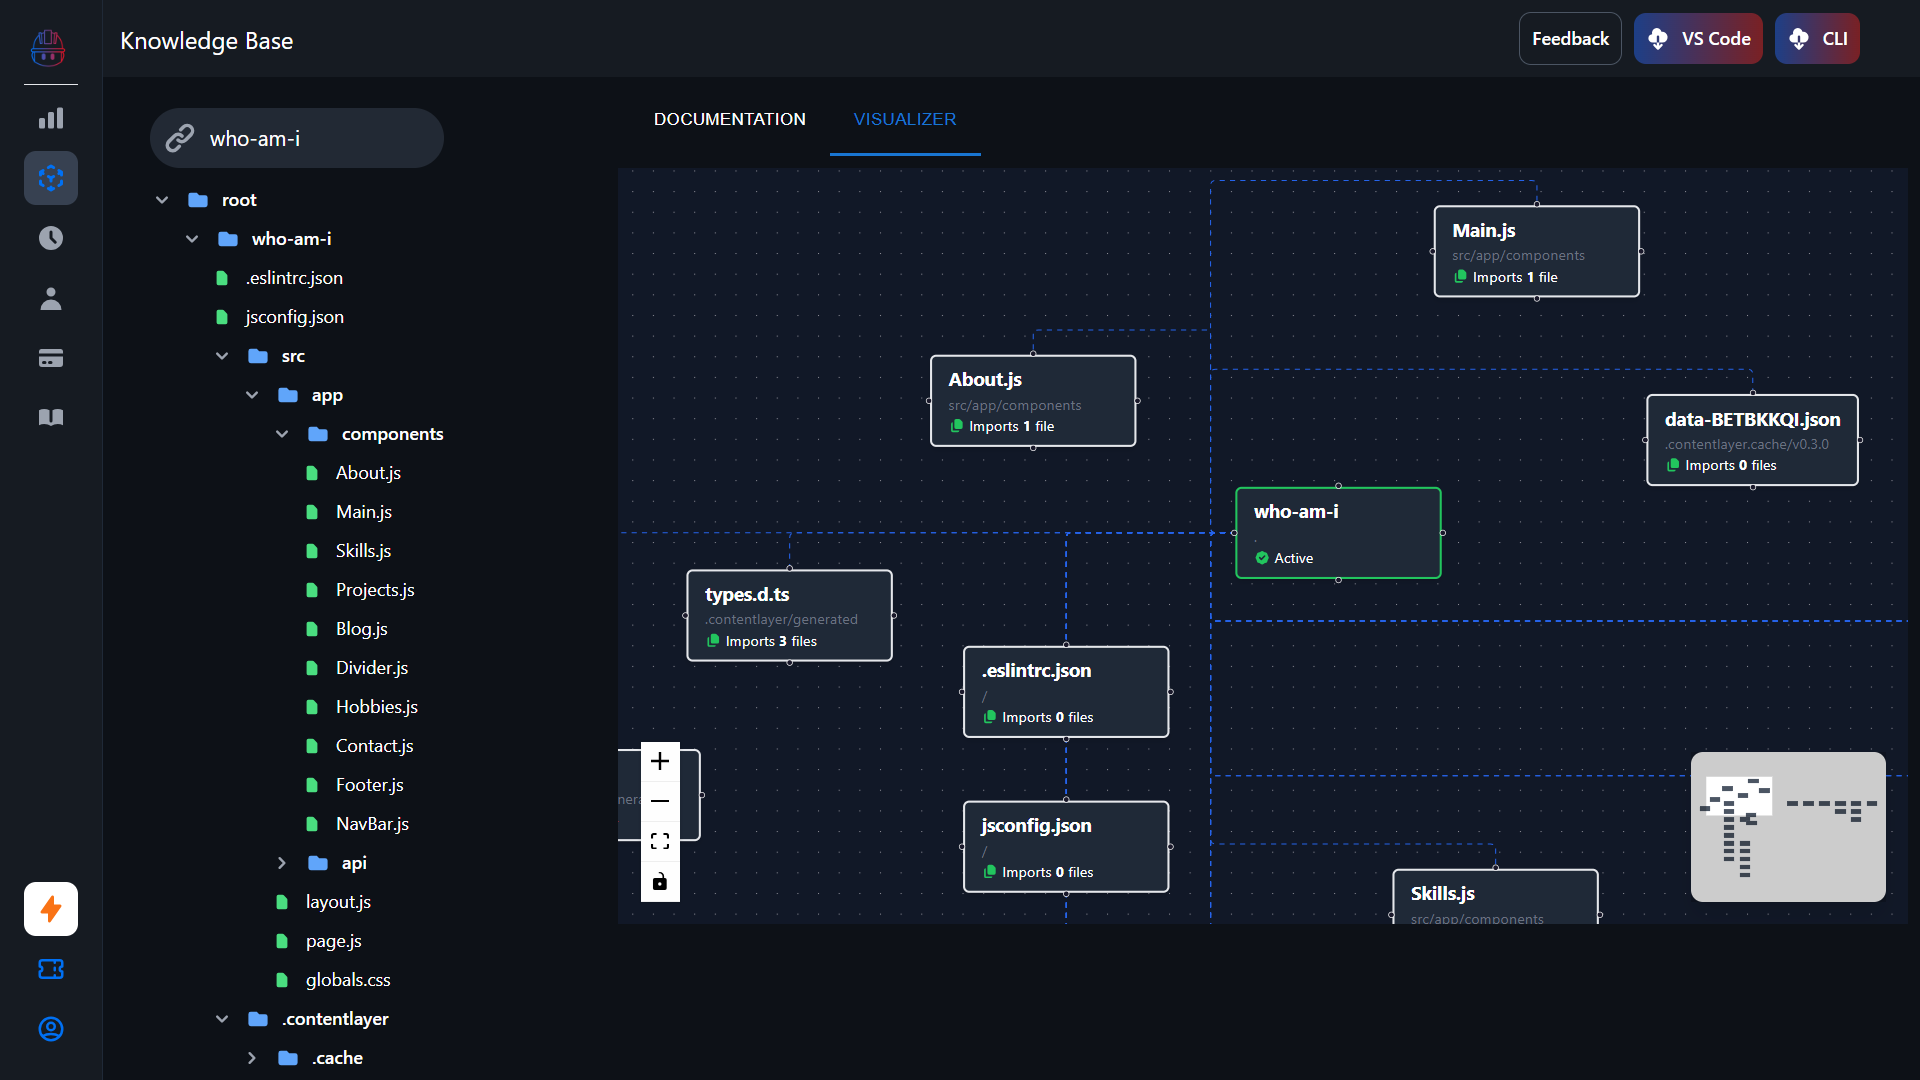 Knowledge Base
Feedback
VS Code
CLI
who-am-i
root
who-am-i
.eslintrc.json
jsconfig.json
src
app
components
About.js
Main.js
Skills.js
Projects.js
Blog.js
Divider.js
Hobbies.js
Contact.js
Footer.js
NavBar.js
api
layout.js
page.js
globals.css
.contentlayer
.cache
DOCUMENTATION
VISUALIZER
Main.js
src/app/components
Imports 1 file
About.js
src/app/components
Imports 1 file
data-BETBKKQI.json
.contentlayer.cache/v0.3.0
Imports 0 files
who-am-i
.
Active
types.d.ts
.contentlayer/generated
Imports 3 files
.eslintrc.json
/
Imports 0 files
jsconfig.json
/
Imports 0 files
Skills.js
src/app/components